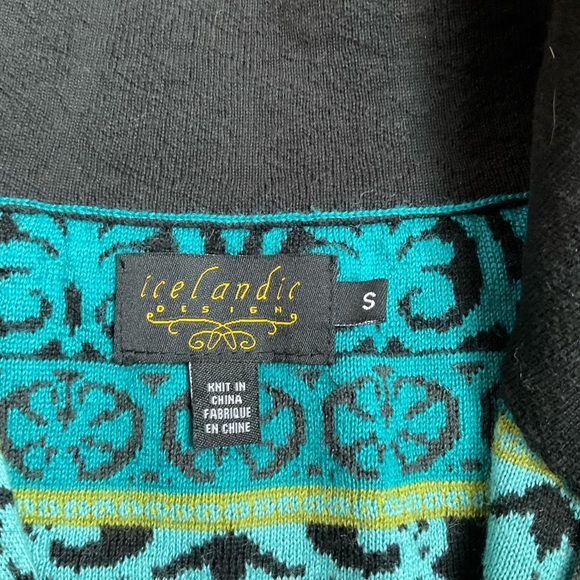 icelandic
DESIGN
S
KNIT IN
CHINA
FABRIQUE
EN CHINE